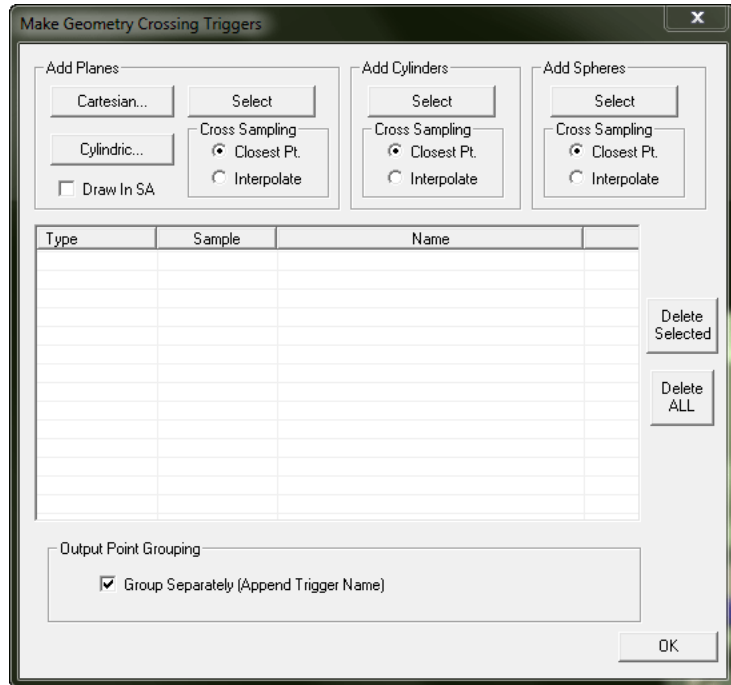 Make Geometry Crossing Triggers
x
Add Planes
Cartesian...
Select
Cylindric...
Cross Sampling
Closest Pt.
Interpolate
Draw In SA
Add Cylinders
Select
Cross Sampling
Closest Pt.
Interpolate
Add Spheres
Select
Cross Sampling
Closest Pt.
Interpolate
Type Sample Name
Delete
Selected
Delete
ALL
Output Point Grouping
Group Separately (Append Trigger Name)
OK